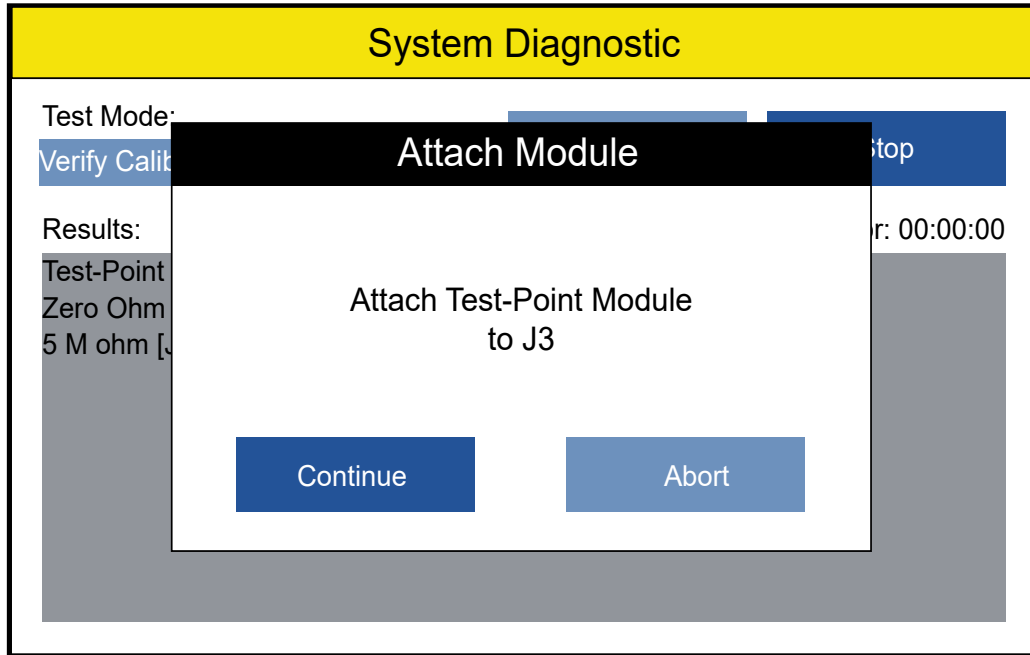 System Diagnostic
Test Mode:
Verify Calib
Stop
Attach Module
Results:
r: 00:00:00
Test-Point
Zero Ohm
5 M ohm [J
Attach Test-Point Module
to J3
Continue
Abort